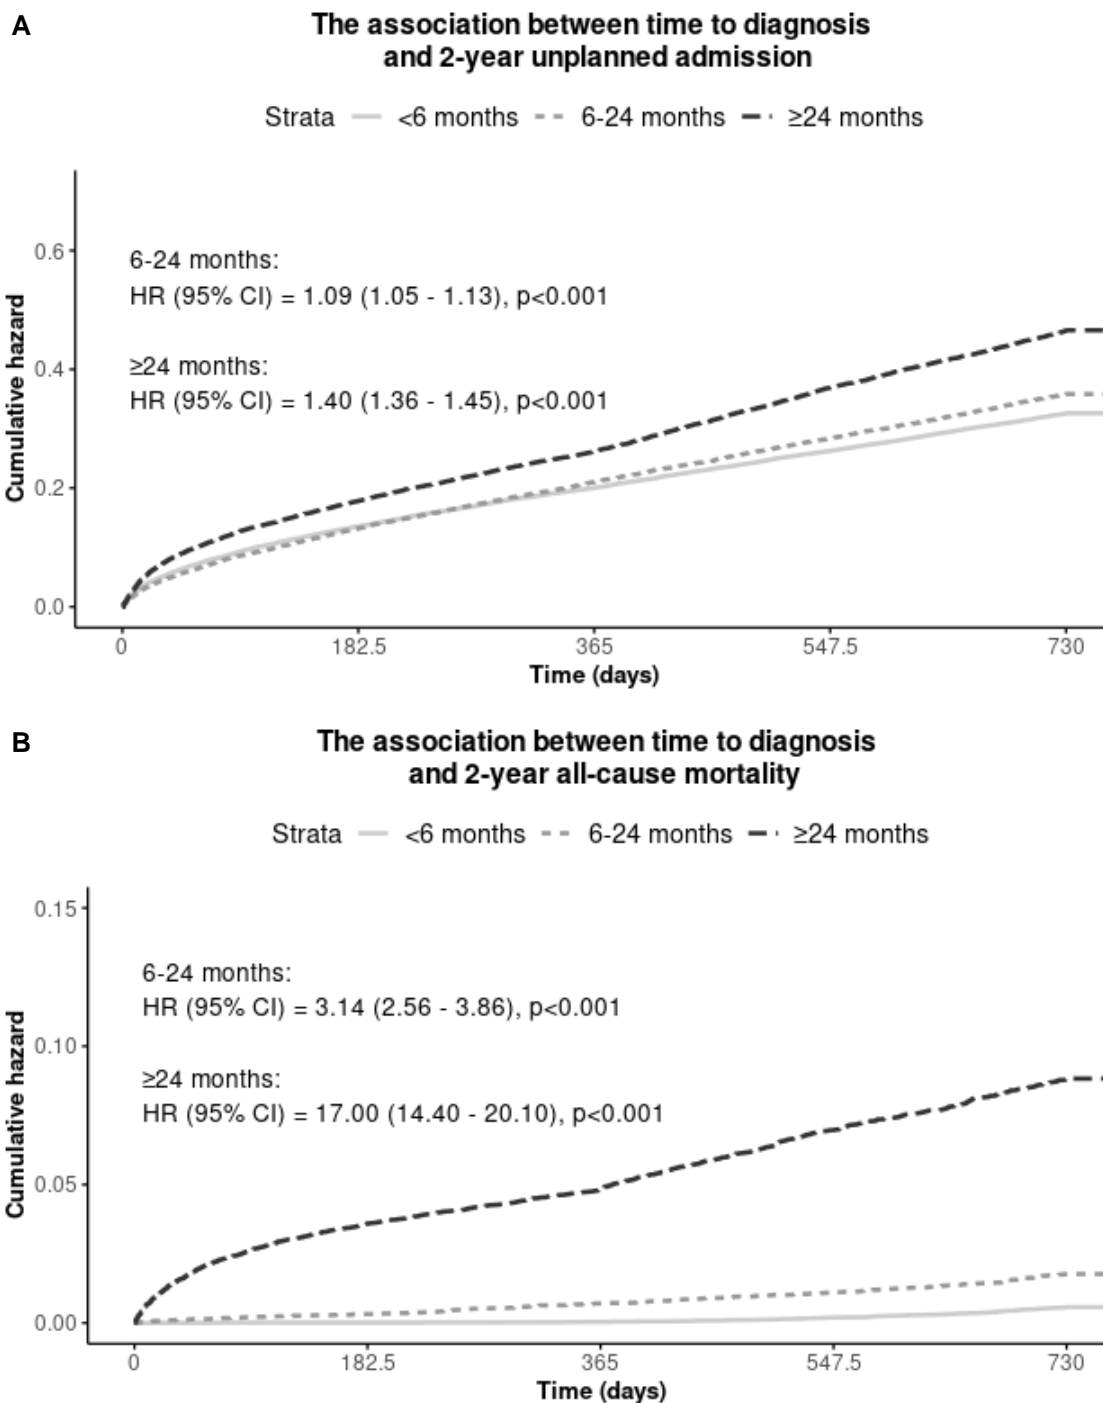 A
The association between time to diagnosis
and 2-year unplanned admission
Strata <6 months 6-24 months ≥24 months
Cumulative hazard
0.6
0.4
0.2
0.0
6-24 months:
HR (95% CI) = 1.09 (1.05 - 1.13), p<0.001
≥24 months:
HR (95% CI) = 1.40 (1.36 - 1.45), p<0.001
0 182.5 365 547.5 730
Time (days)
B
The association between time to diagnosis
and 2-year all-cause mortality
Strata <6 months 6-24 months ≥24 months
Cumulative hazard
0.15
0.10
0.05
0.00
6-24 months:
HR (95% CI) = 3.14 (2.56 - 3.86), p<0.001
≥24 months:
HR (95% CI) = 17.00 (14.40 - 20.10), p<0.001
0 182.5 365 547.5 730
Time (days)